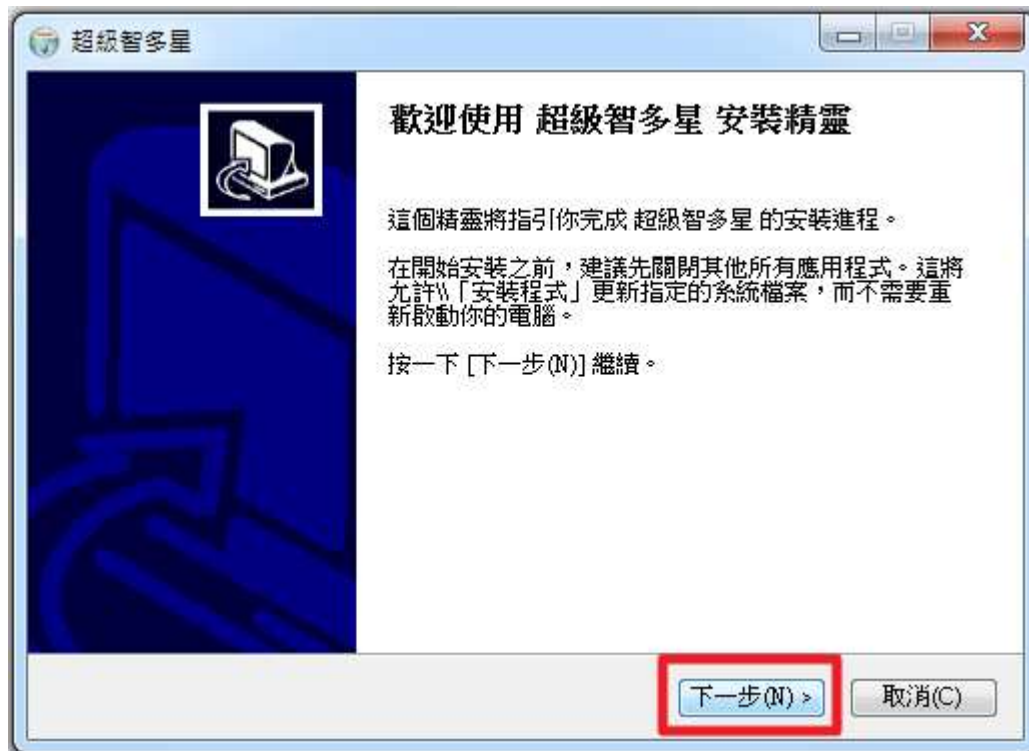 超級智多星
歡迎使用 超級智多星 安裝精靈
這個精靈將指引你完成 超級智多星 的安裝進程。
在開始安裝之前，建議先關閉其他所有應用程式。這將
允許\\「安裝程式」更新指定的系統檔案，而不需要重
新啟動你的電腦。
按一下 [下一步(N)] 繼續。
下一步(N) >
取消(C)